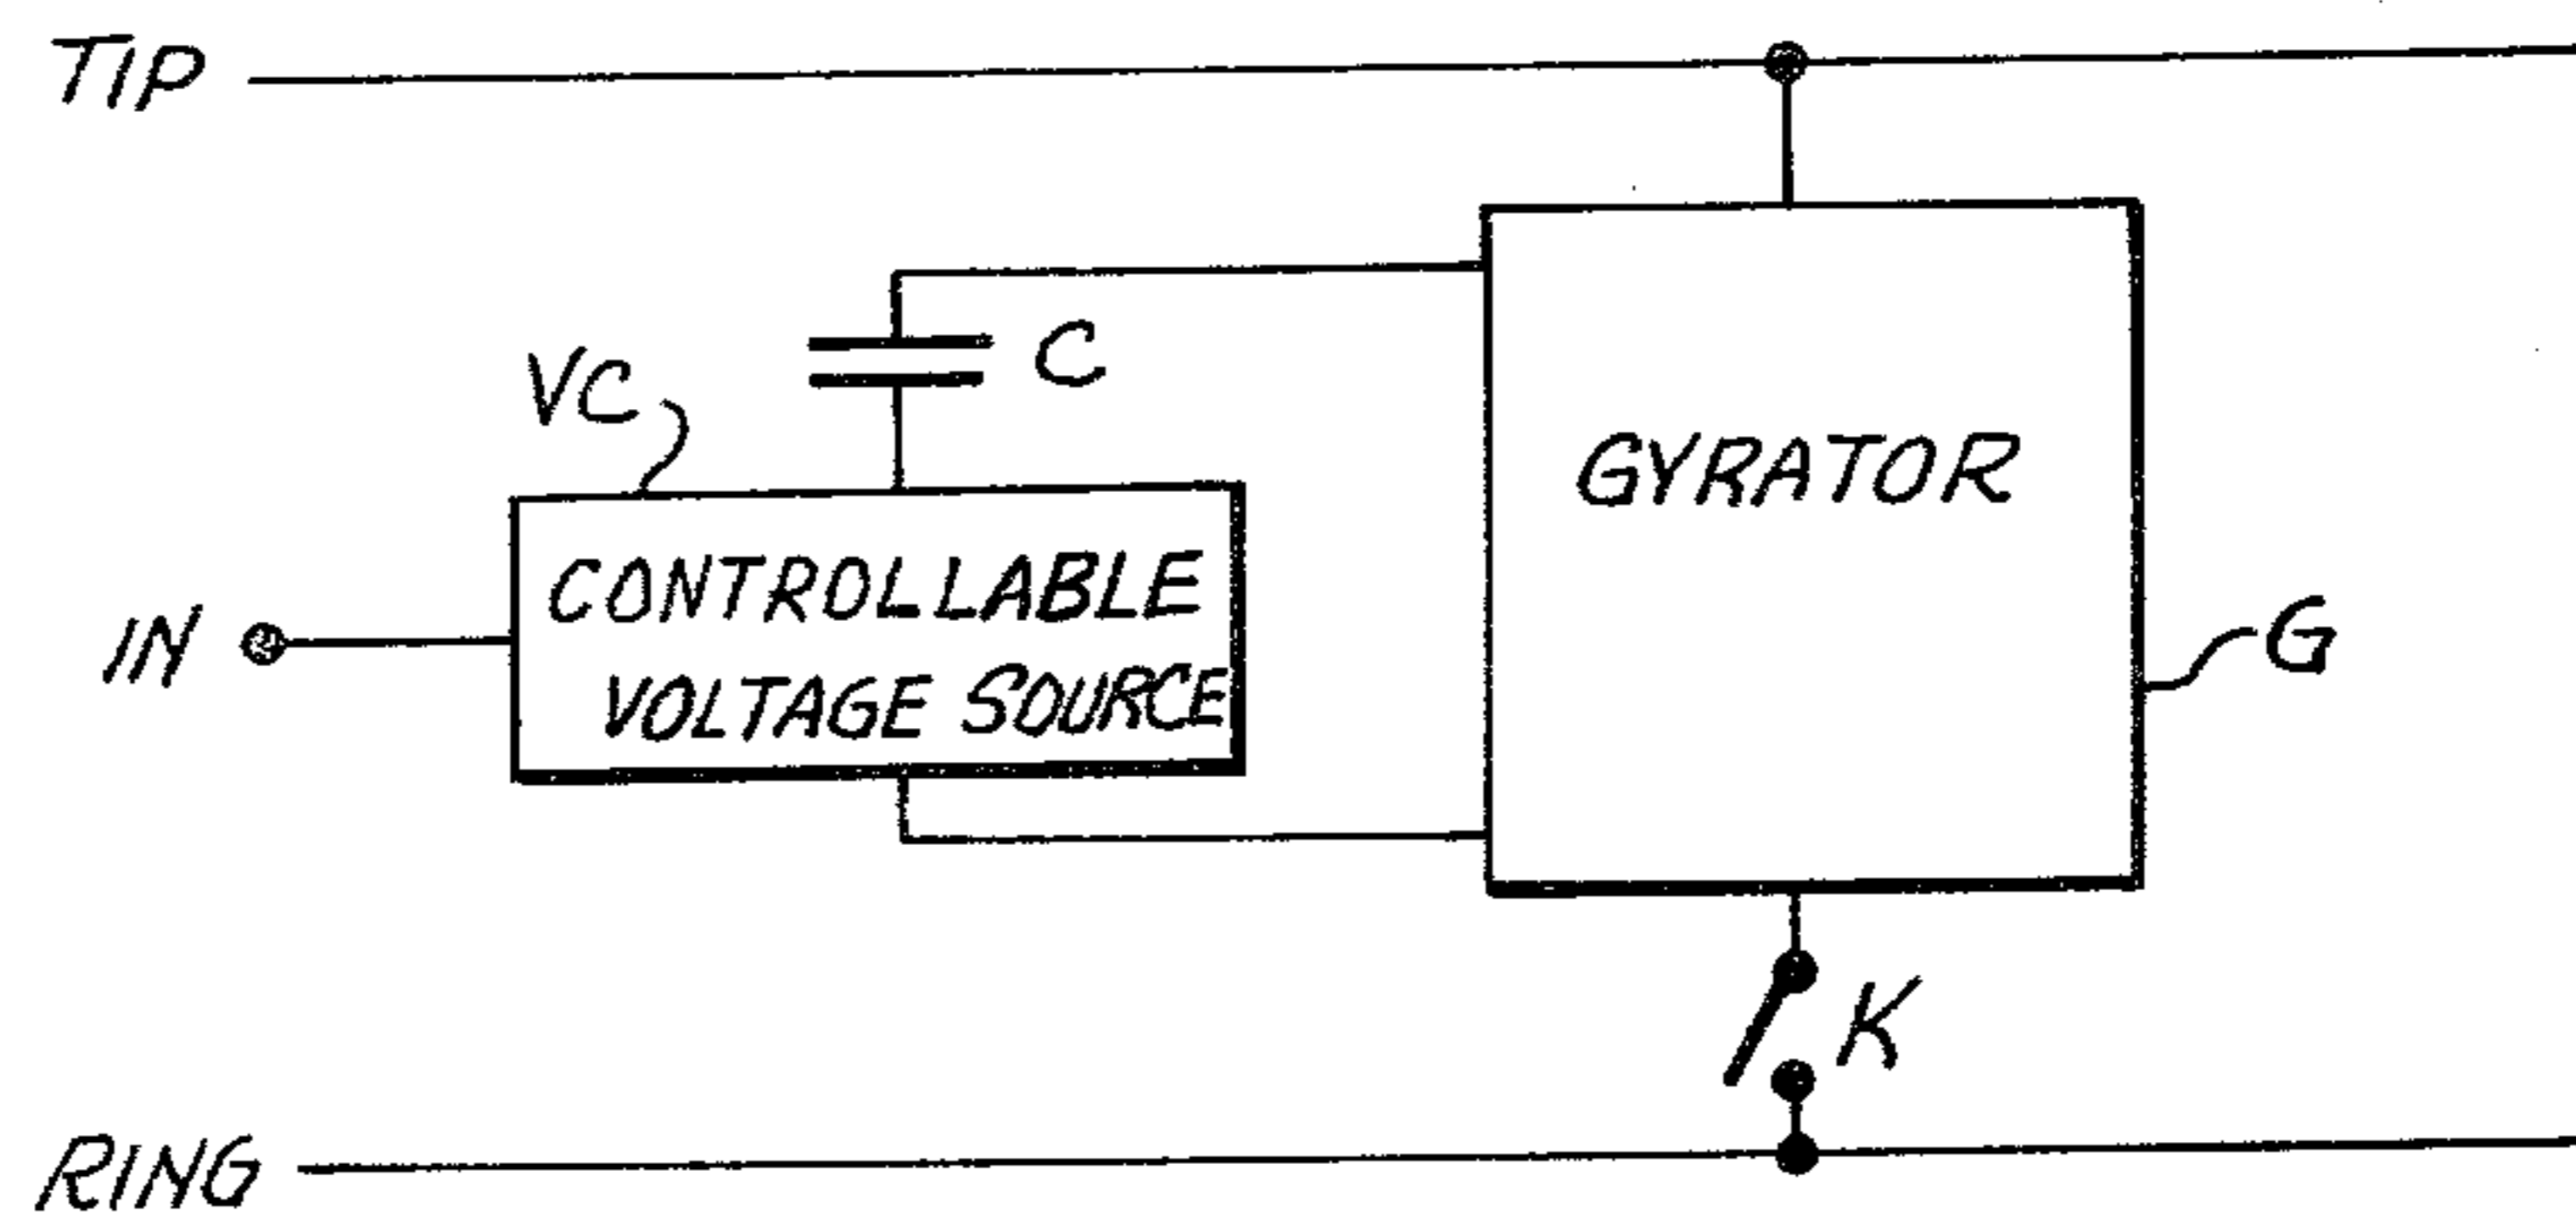 TIP
C
VC
GYRATOR
CONTROLLABLE
VOLTAGE SOURCE
IN
G
K
RING